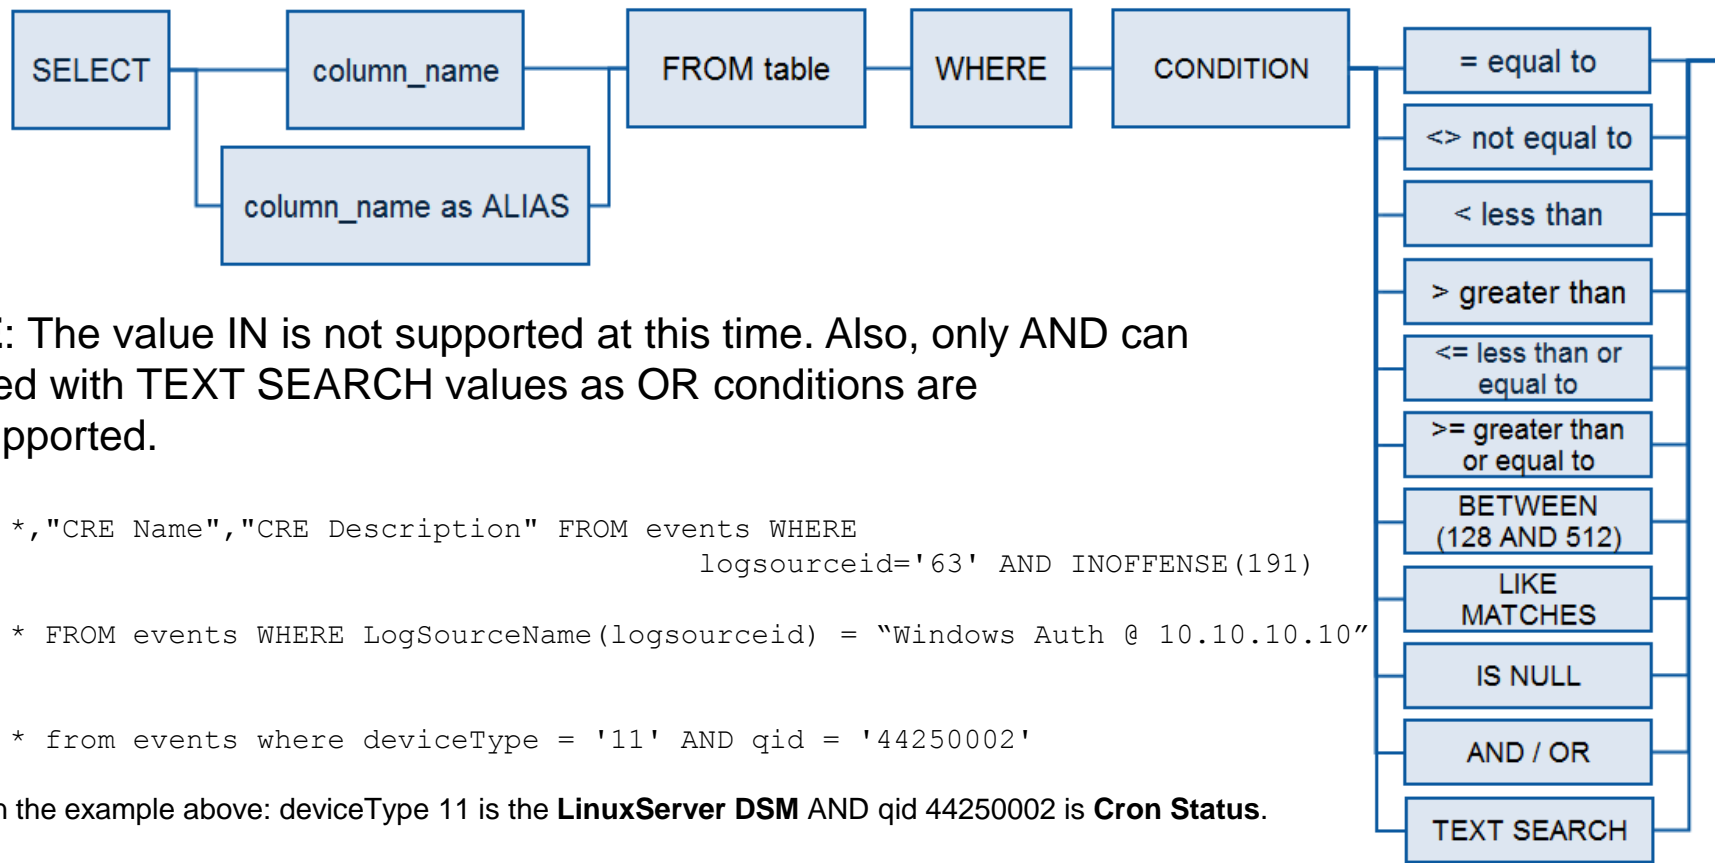 SELECT
column_name
column_name as ALIAS
FROM table
WHERE
CONDITION
= equal to
<> not equal to
< less than
> greater than
<= less than or
equal to
>= greater than
or equal to
BETWEEN
(128 AND 512)
LIKE
MATCHES
IS NULL
AND / OR
TEXT SEARCH
: The value IN is not supported at this time. Also, only AND can
ed with TEXT SEARCH values as OR conditions are
pported.
*,"CRE Name","CRE Description" FROM events WHERE
logsourceid='63' AND INOFFENSE(191)
* FROM events WHERE LogSourceName(logsourceid) = “Windows Auth @ 10.10.10.10”
* from events where deviceType = '11' AND qid = '44250002'
n the example above: deviceType 11 is the LinuxServer DSM AND qid 44250002 is Cron Status.